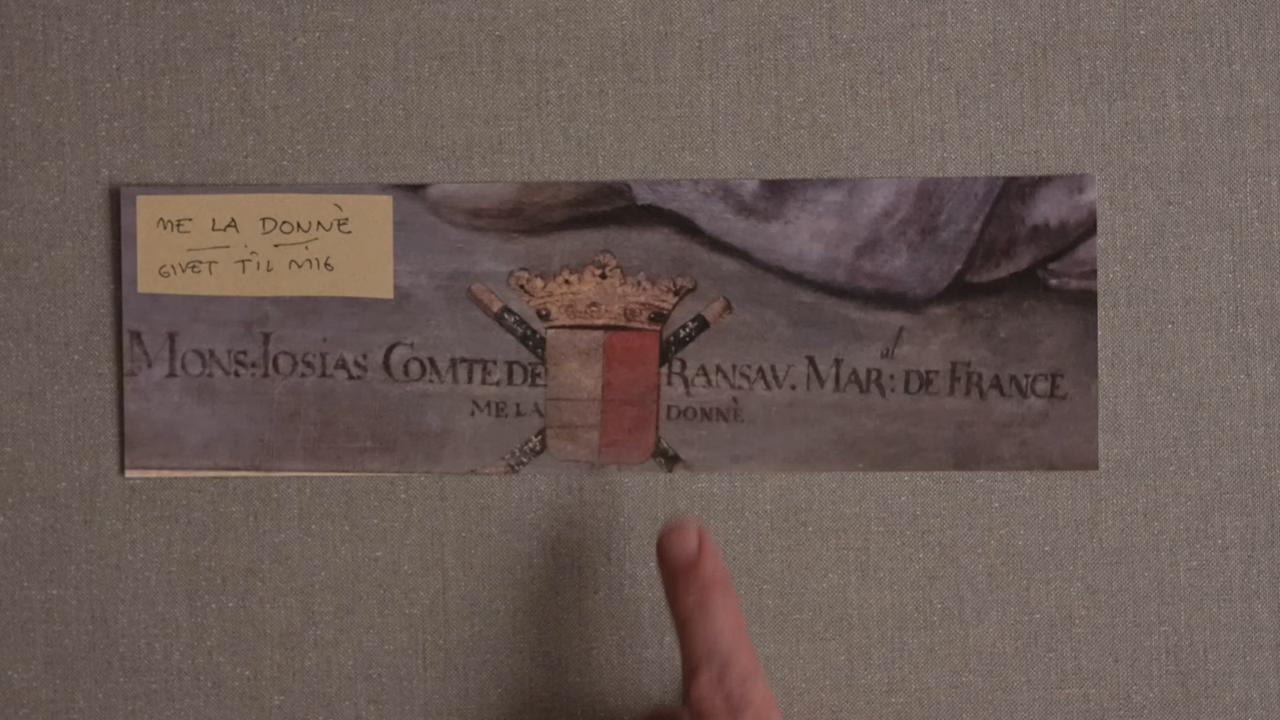 ME LA DONNÈ
GIVET TIL MIG
MONS:IOSIAS COMTE DE RANSAV. MAR:al DE FRANCE
ME LA DONNÈ